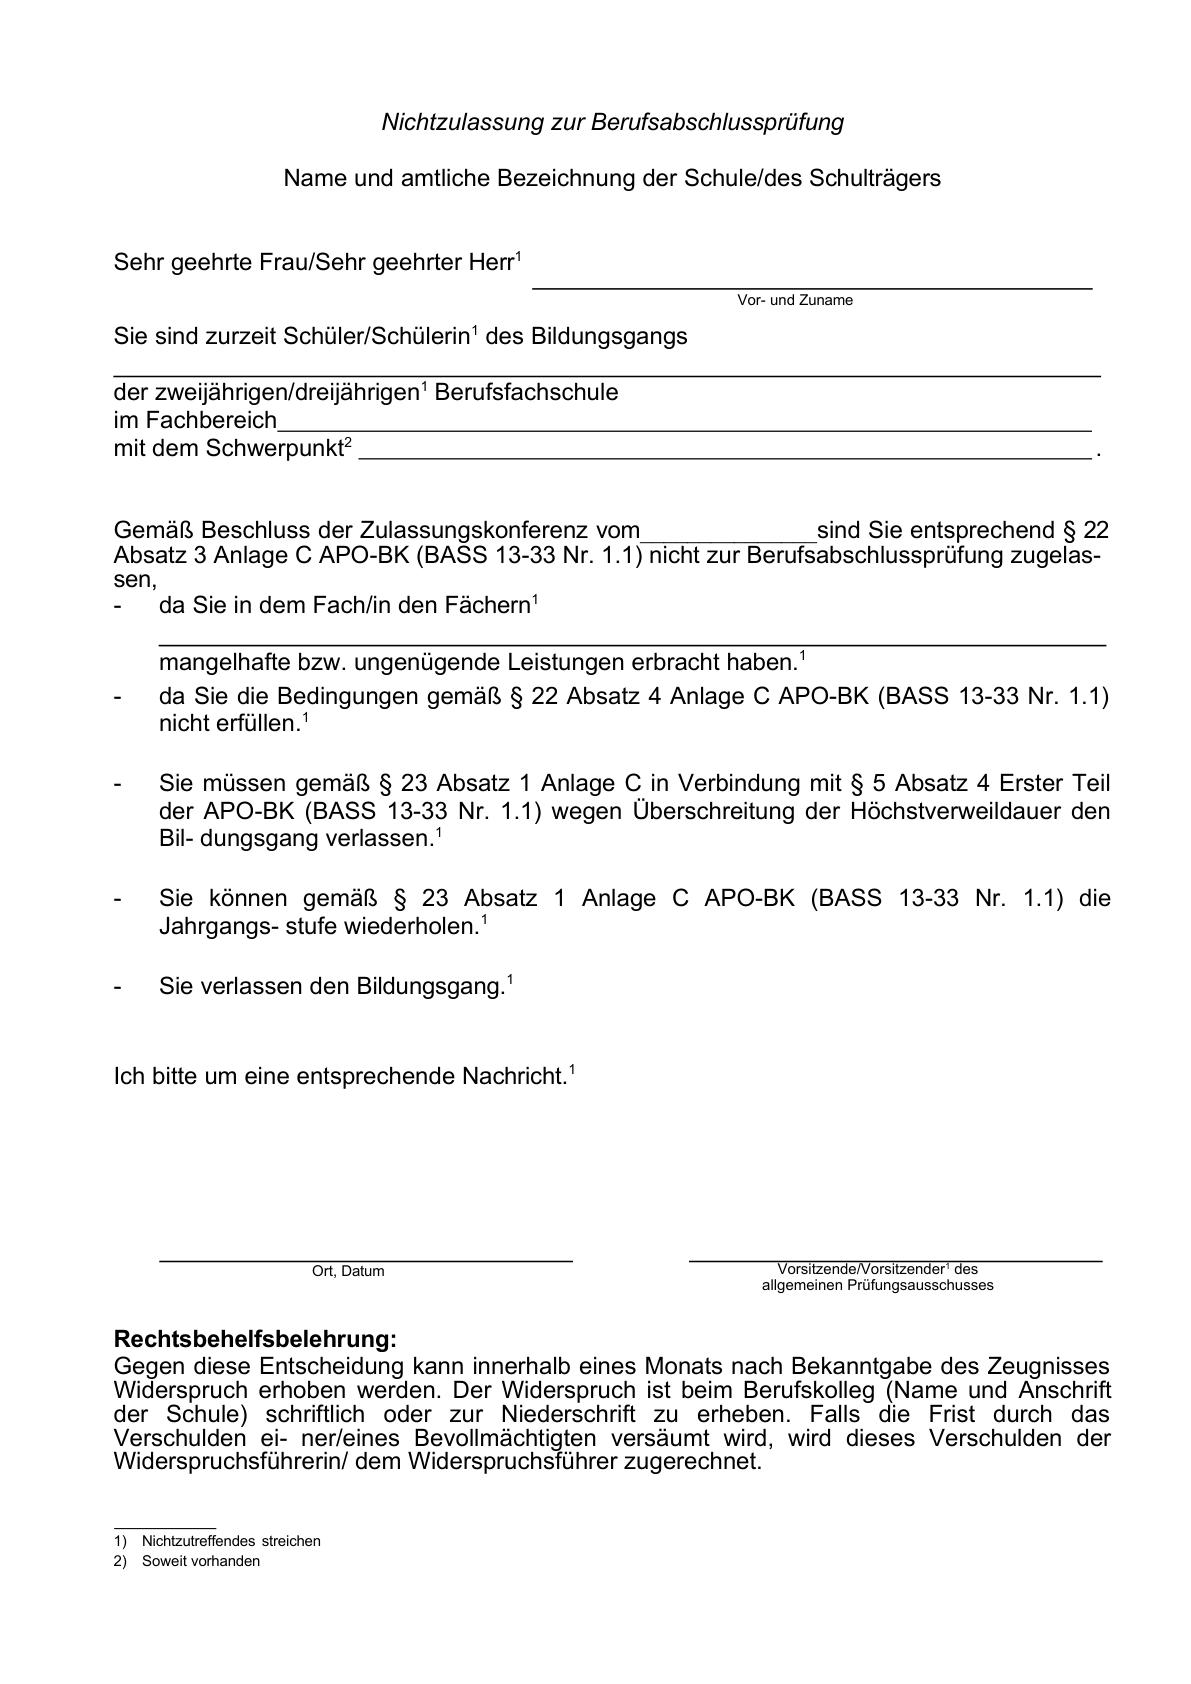 Nichtzulassung zur Berufsabschlussprüfung
Name und amtliche Bezeichnung der Schule/des Schulträgers
Sehr geehrte Frau/Sehr geehrter Herr¹
Vor- und Zuname
Sie sind zurzeit Schüler/Schülerin¹ des Bildungsgangs
der zweijährigen/dreijährigen¹ Berufsfachschule
im Fachbereich
mit dem Schwerpunkt² .
Gemäß Beschluss der Zulassungskonferenz vom_____________sind Sie entsprechend § 22
Absatz 3 Anlage C APO-BK (BASS 13-33 Nr. 1.1) nicht zur Berufsabschlussprüfung zugelas-
sen,
- da Sie in dem Fach/in den Fächern¹
mangelhafte bzw. ungenügende Leistungen erbracht haben.¹
- da Sie die Bedingungen gemäß § 22 Absatz 4 Anlage C APO-BK (BASS 13-33 Nr. 1.1)
nicht erfüllen.¹
- Sie müssen gemäß § 23 Absatz 1 Anlage C in Verbindung mit § 5 Absatz 4 Erster Teil
der APO-BK (BASS 13-33 Nr. 1.1) wegen Überschreitung der Höchstverweildauer den
Bil- dungsgang verlassen.¹
- Sie können gemäß § 23 Absatz 1 Anlage C APO-BK (BASS 13-33 Nr. 1.1) die
Jahrgangs- stufe wiederholen.¹
- Sie verlassen den Bildungsgang.¹
Ich bitte um eine entsprechende Nachricht.¹
Ort, Datum
Vorsitzende/Vorsitzender¹ des
allgemeinen Prüfungsausschusses
Rechtsbehelfsbelehrung:
Gegen diese Entscheidung kann innerhalb eines Monats nach Bekanntgabe des Zeugnisses
Widerspruch erhoben werden. Der Widerspruch ist beim Berufskolleg (Name und Anschrift
der Schule) schriftlich oder zur Niederschrift zu erheben. Falls die Frist durch das
Verschulden ei- ner/eines Bevollmächtigten versäumt wird, wird dieses Verschulden der
Widerspruchsführerin/ dem Widerspruchsführer zugerechnet.
1) Nichtzutreffendes streichen
2) Soweit vorhanden